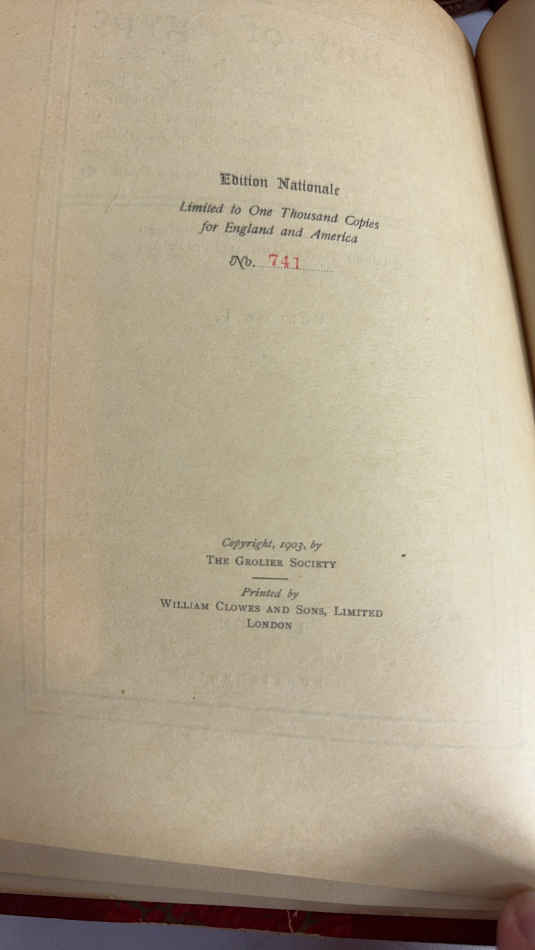 Edition Nationale
Limited to One Thousand Copies
for England and America
No. 741
Copyright, 1903, by
THE GROLIER SOCIETY
Printed by
WILLIAM CLOWES AND SONS, LIMITED
LONDON